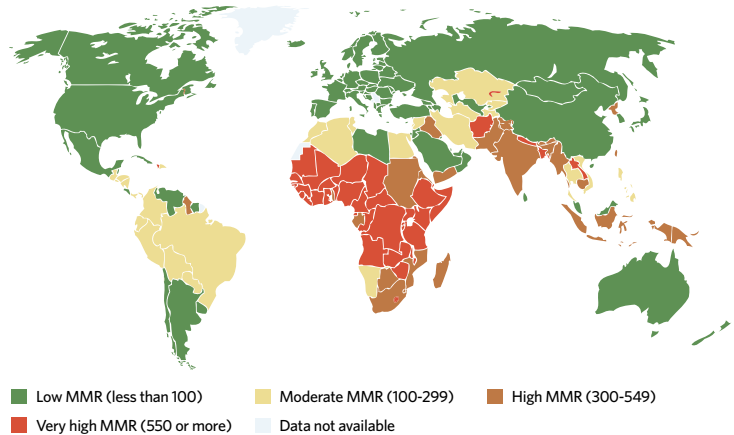 Low MMR (less than 100)
Moderate MMR (100-299)
High MMR (300-549)
Very high MMR (550 or more)
Data not available